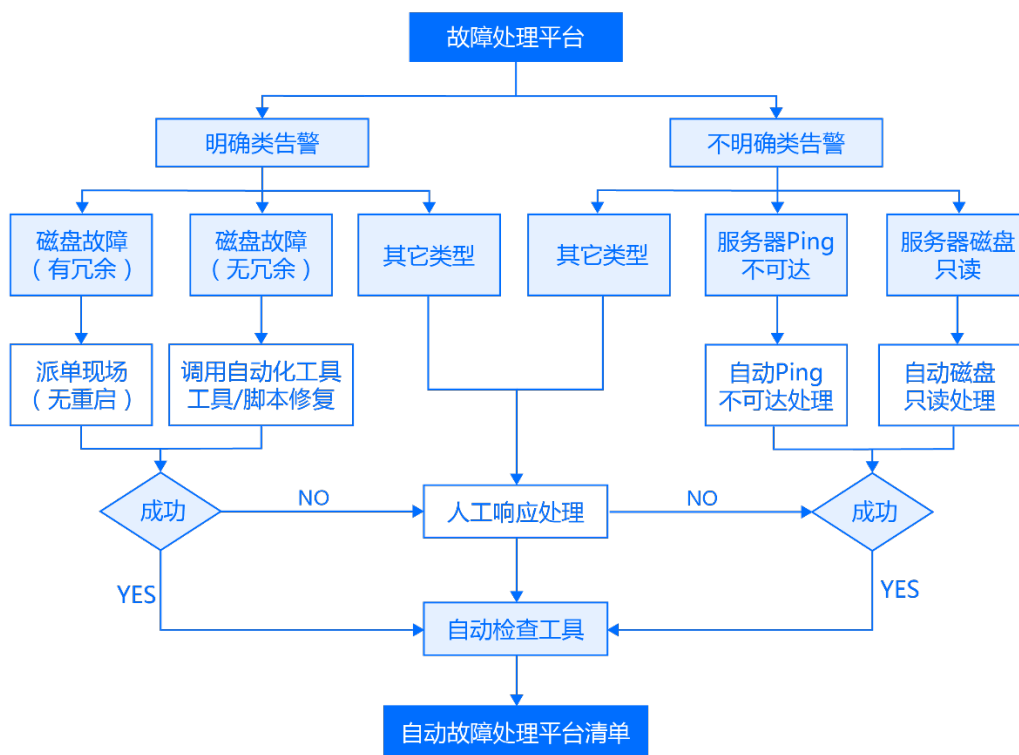 故障处理平台
明确类告警
不明确类告警
磁盘故障
（有冗余）
磁盘故障
（无冗余）
其它类型
其它类型
服务器Ping
不可达
服务器磁盘
只读
派单现场
（无重启）
调用自动化工具
工具/脚本修复
自动Ping
不可达处理
自动磁盘
只读处理
成功
NO
人工响应处理
NO
成功
YES
YES
自动检查工具
自动故障处理平台清单